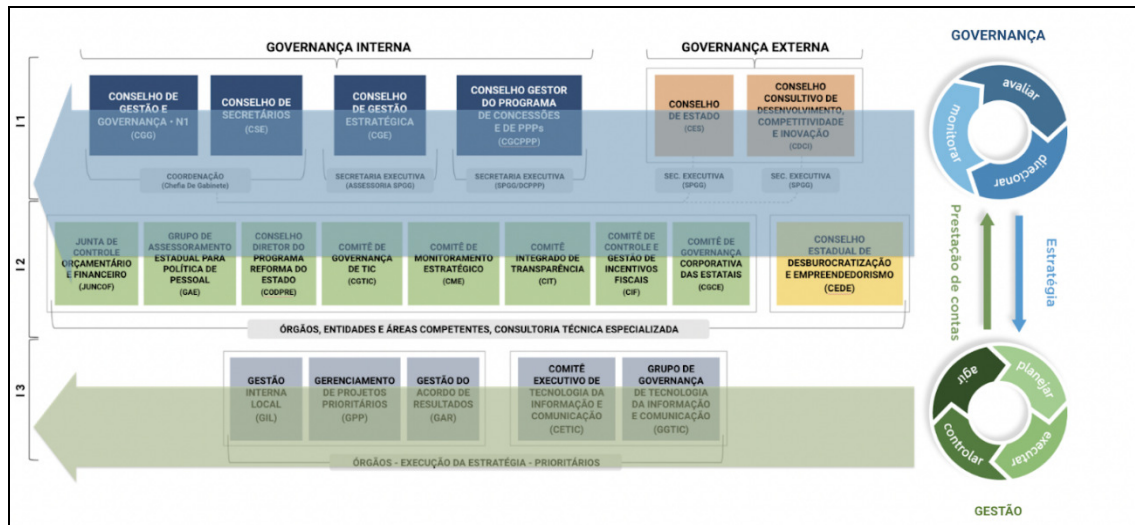 GOVERNANÇA INTERNA
GOVERNANÇA EXTERNA
GOVERNANÇA
I 1
CONSELHO DE
GESTÃO E
GOVERNANÇA - N1
(CGG)
CONSELHO DE
SECRETÁRIOS
(CSE)
CONSELHO
DE GESTÃO
ESTRATÉGICA
(CGE)
CONSELHO GESTOR
DO PROGRAMA
DE CONCESSÕES
E DE PPPs
(CGCPPP)
CONSELHO
DE ESTADO
(CES)
CONSELHO
CONSULTIVO DE
DESENVOLVIMENTO,
COMPETITIVIDADE
E INOVAÇÃO
(CDCI)
COORDENAÇÃO
(Chefia De Gabinete)
SECRETARIA EXECUTIVA
(ASSESSORIA SPGG)
SECRETARIA EXECUTIVA
(SPGG/DCPPP)
SEC. EXECUTIVA
(SPGG)
SEC. EXECUTIVA
(SPGG)
avaliar
direcionar
monitorar
I 2
JUNTA DE
CONTROLE
ORÇAMENTÁRIO
E FINANCEIRO
(JUNCOF)
GRUPO DE
ASSESSORAMENTO
ESTADUAL PARA
POLÍTICA DE
PESSOAL
(GAE)
CONSELHO
DIRETOR DO
PROGRAMA
REFORMA DO
ESTADO
(CODPRE)
COMITÊ DE
GOVERNANÇA
DE TIC
(CGTIC)
COMITÊ DE
MONITORAMENTO
ESTRATÉGICO
(CME)
COMITÊ
INTEGRADO DE
TRANSPARÊNCIA
(CIT)
COMITÊ DE
CONTROLE E
GESTÃO DE
INCENTIVOS
FISCAIS
(CIF)
COMITÊ DE
GOVERNANÇA
CORPORATIVA
DAS ESTATAIS
(CGCE)
CONSELHO
ESTADUAL DE
DESBUROCRATIZAÇÃO
E EMPREENDEDORISMO
(CEDE)
ÓRGÃOS, ENTIDADES E ÁREAS COMPETENTES, CONSULTORIA TÉCNICA ESPECIALIZADA
Prestação de contas
Estratégia
I 3
GESTÃO
INTERNA
LOCAL
(GIL)
GERENCIAMENTO
DE PROJETOS
PRIORITÁRIOS
(GPP)
GESTÃO DO
ACORDO DE
RESULTADOS
(GAR)
COMITÊ
EXECUTIVO DE
TECNOLOGIA DA
INFORMAÇÃO E
COMUNICAÇÃO
(CETIC)
GRUPO DE
GOVERNANÇA
DE TECNOLOGIA
DA INFORMAÇÃO
E COMUNICAÇÃO
(GGTIC)
ÓRGÃOS - EXECUÇÃO DA ESTRATÉGIA - PRIORITÁRIOS
planejar
executar
controlar
agir
GESTÃO